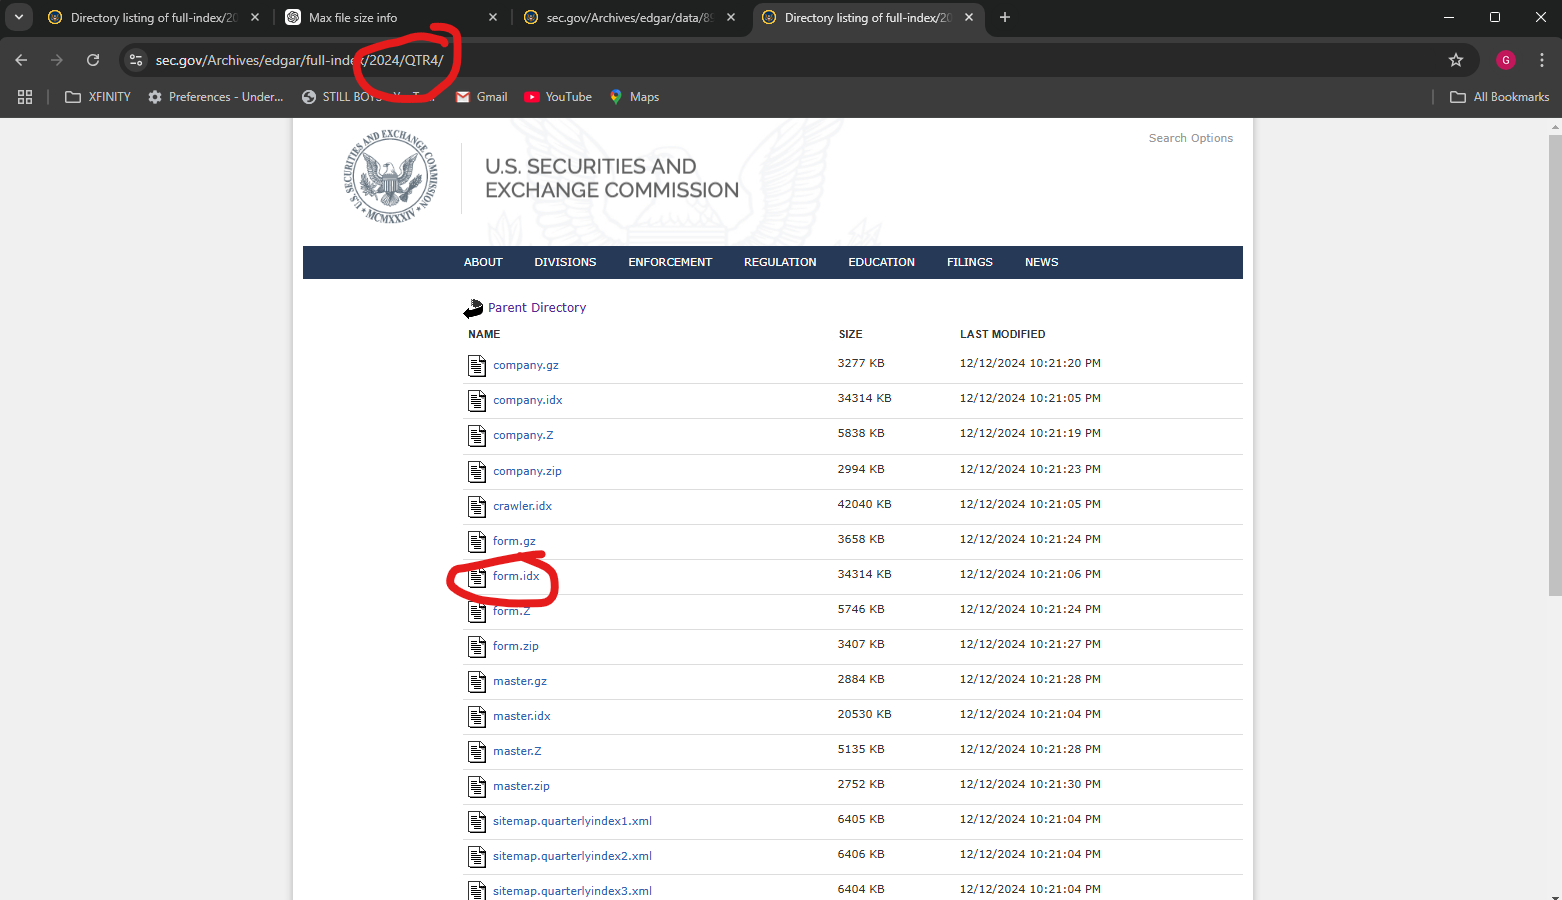 Directory listing of full-index/20
Max file size info
sec.gov/Archives/edgar/data/89
Directory listing of full-index/20
sec.gov/Archives/edgar/full-index/2024/QTR4/
G
XFINITY
Preferences - Under...
STILL BOYS
Gmail
YouTube
Maps
All Bookmarks
U.S. SECURITIES AND EXCHANGE COMMISSION
MCMXXXIV
U.S. SECURITIES AND
EXCHANGE COMMISSION
Search Options
ABOUT DIVISIONS ENFORCEMENT REGULATION EDUCATION FILINGS NEWS
Parent Directory
NAME SIZE LAST MODIFIED
company.gz 3277 KB 12/12/2024 10:21:20 PM
company.idx 34314 KB 12/12/2024 10:21:05 PM
company.Z 5838 KB 12/12/2024 10:21:19 PM
company.zip 2994 KB 12/12/2024 10:21:23 PM
crawler.idx 42040 KB 12/12/2024 10:21:05 PM
form.gz 3658 KB 12/12/2024 10:21:24 PM
form.idx 34314 KB 12/12/2024 10:21:06 PM
form.Z 5746 KB 12/12/2024 10:21:24 PM
form.zip 3407 KB 12/12/2024 10:21:27 PM
master.gz 2884 KB 12/12/2024 10:21:28 PM
master.idx 20530 KB 12/12/2024 10:21:04 PM
master.Z 5135 KB 12/12/2024 10:21:28 PM
master.zip 2752 KB 12/12/2024 10:21:30 PM
sitemap.quarterlyindex1.xml 6405 KB 12/12/2024 10:21:04 PM
sitemap.quarterlyindex2.xml 6406 KB 12/12/2024 10:21:04 PM
sitemap.quarterlyindex3.xml 6404 KB 12/12/2024 10:21:04 PM